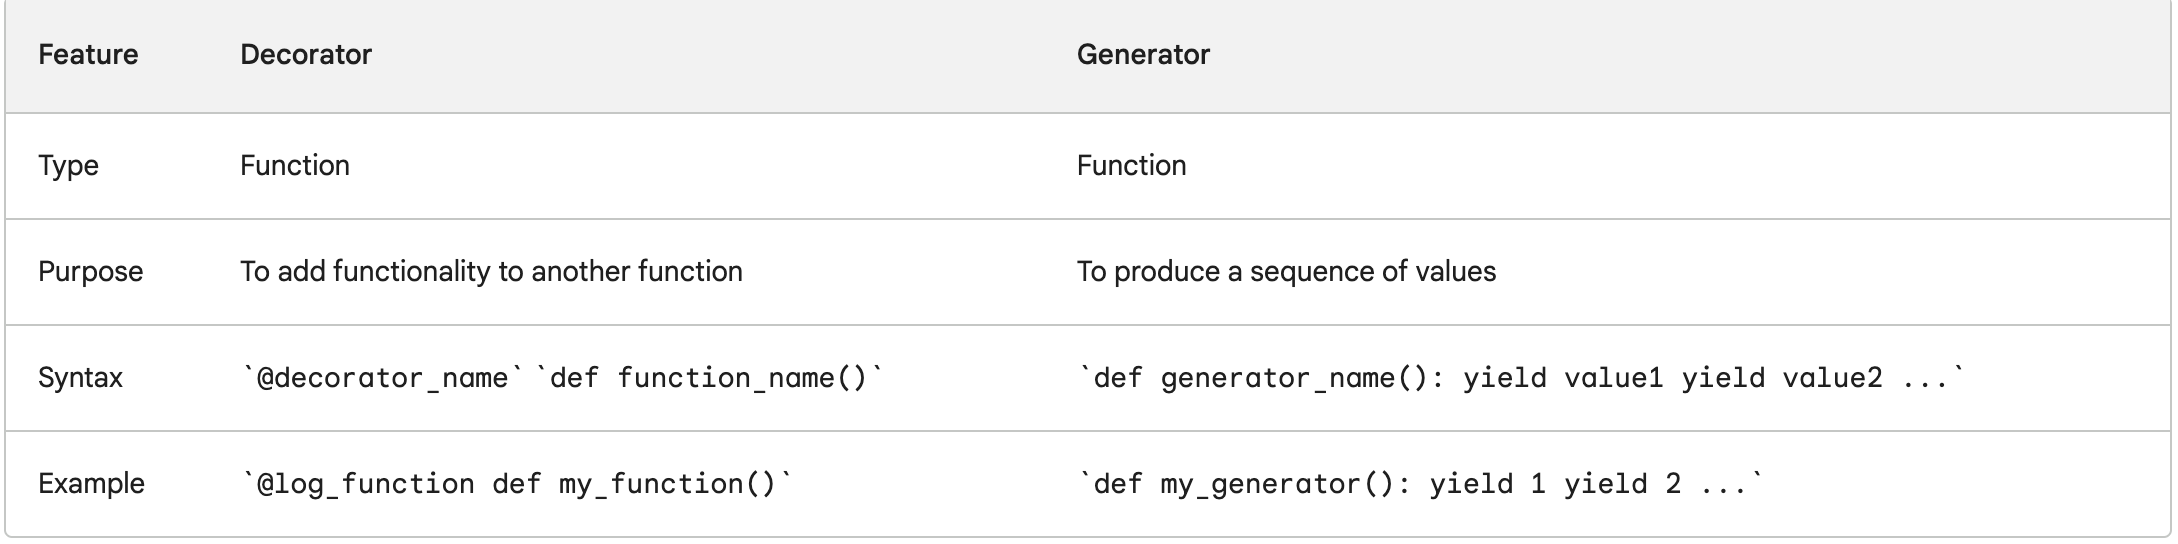 Feature Decorator Generator
Type Function Function
Purpose To add functionality to another function To produce a sequence of values
Syntax `@decorator_name` `def function_name()` `def generator_name(): yield value1 yield value2 ...`
Example `@log_function def my_function()` `def my_generator(): yield 1 yield 2 ...`